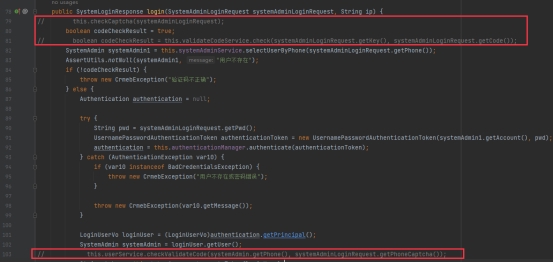 no usages
78 public SystemLoginResponse login(SystemAdminLoginRequest systemAdminLoginRequest, String ip) {
79 // this.checkCaptcha(systemAdminLoginRequest);
80 boolean codeCheckResult = true;
81 // boolean codeCheckResult = this.validateCodeService.check(systemAdminLoginRequest.getKey(), systemAdminLoginRequest.getCode());
82 SystemAdmin systemAdmin1 = this.systemAdminService.selectUserByPhone(systemAdminLoginRequest.getPhone());
83 AssertUtils.notNull(systemAdmin1, message: "用户不存在");
84 if (!codeCheckResult) {
85 throw new CrmebException("验证码不正确");
86 } else {
87 Authentication authentication = null;
88
89 try {
90 String pwd = systemAdminLoginRequest.getPwd();
91 UsernamePasswordAuthenticationToken authenticationToken = new UsernamePasswordAuthenticationToken(systemAdmin1.getAccount(), pwd);
92 authentication = this.authenticationManager.authenticate(authenticationToken);
93 } catch (AuthenticationException var10) {
94 if (var10 instanceof BadCredentialsException) {
95 throw new CrmebException("用户不存在或密码错误");
96 }
97
98 throw new CrmebException(var10.getMessage());
99 }
100
101 LoginUserVo loginUser = (LoginUserVo)authentication.getPrincipal();
102 SystemAdmin systemAdmin = loginUser.getUser();
103 // this.userService.checkValidateCode(systemAdmin.getPhone(), systemAdminLoginRequest.getPhoneCaptcha());